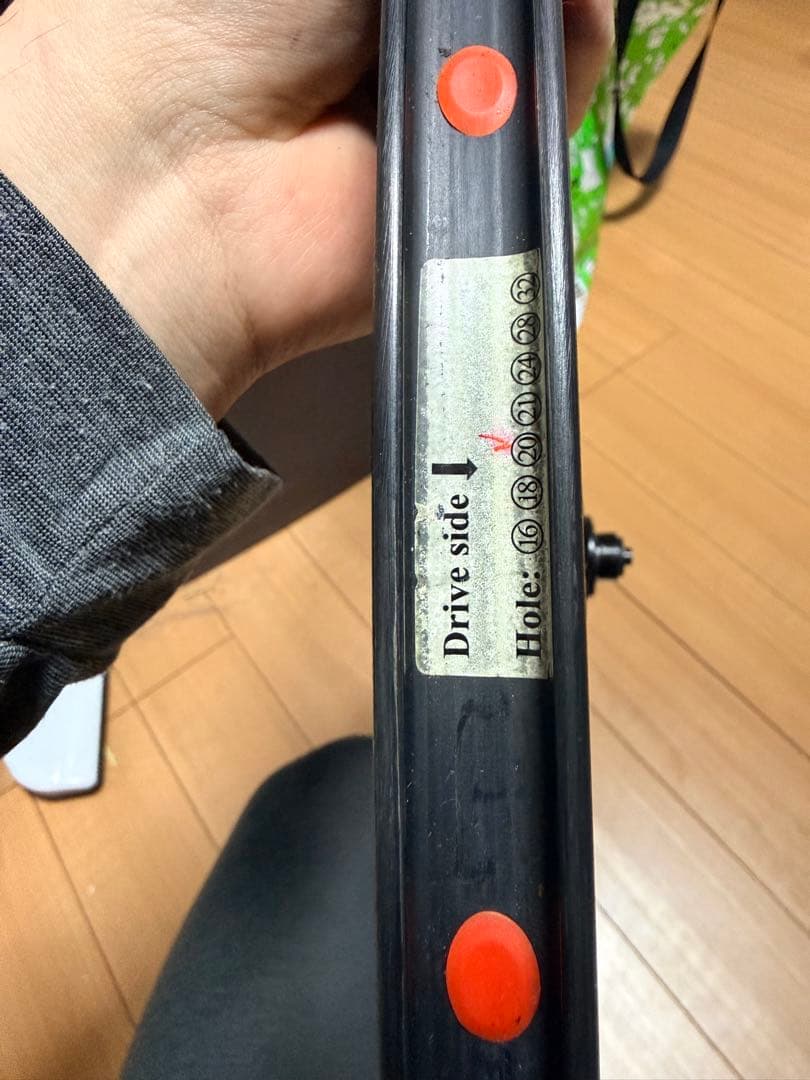 Drive side ↓
Hole: ⑯ ⑱ ⑳ ㉑ ㉔ ㉘ ㉜